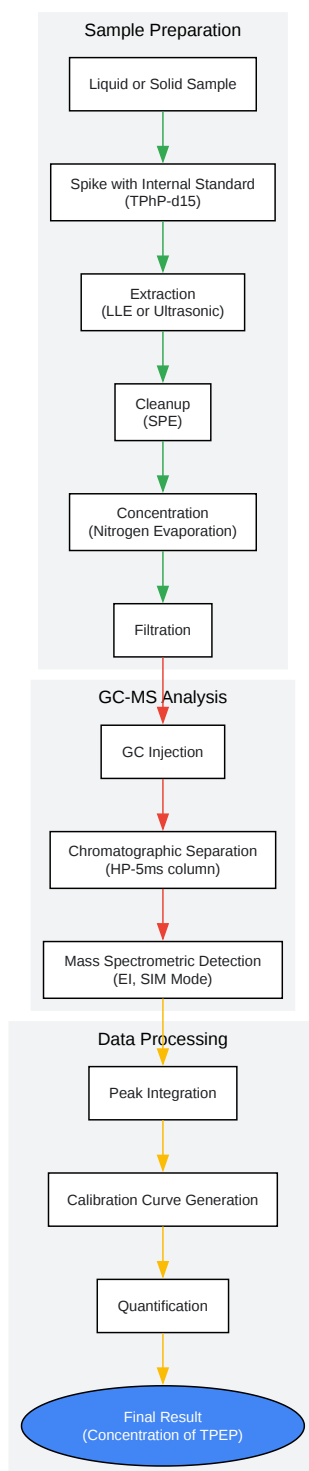 Sample Preparation
Liquid or Solid Sample
Spike with Internal Standard
(TPhP-d15)
Extraction
(LLE or Ultrasonic)
Cleanup
(SPE)
Concentration
(Nitrogen Evaporation)
Filtration
GC-MS Analysis
GC Injection
Chromatographic Separation
(HP-5ms column)
Mass Spectrometric Detection
(EI, SIM Mode)
Data Processing
Peak Integration
Calibration Curve Generation
Quantification
Final Result
(Concentration of TPEP)